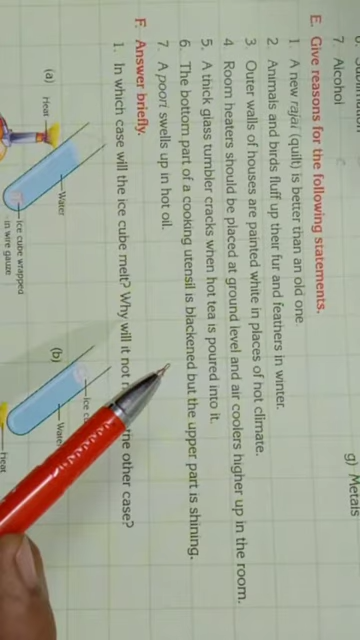 7. Alcohol
g) Metals
E. Give reasons for the following statements.
1. A new rajai (quilt) is better than an old one.
2. Animals and birds fluff up their fur and feathers in winter.
3. Outer walls of houses are painted white in places of hot climate.
4 Room heaters should be placed at ground level and air coolers higher up in the room.
5. A thick glass tumbler cracks when hot tea is poured into it.
6. The bottom part of a cooking utensil is blackened but the upper part is shining.
7. A poori swells up in hot oil.
F. Answer briefly.
1. In which case will the ice cube melt? Why will it not the other case?
(a) Heat
Water
Ice cube wrapped
in wire gauze
(b)
Water
Heat